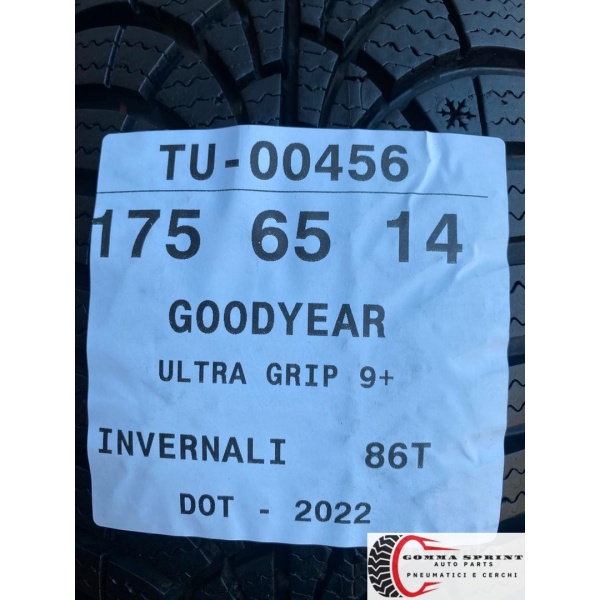 TU-00456
175 65 14
GOODYEAR
ULTRA GRIP 9+
INVERNALI 86T
DOT - 2022
GOMMA SPRINT
AUTO PARTS
PNEUMATICI E CERCHI